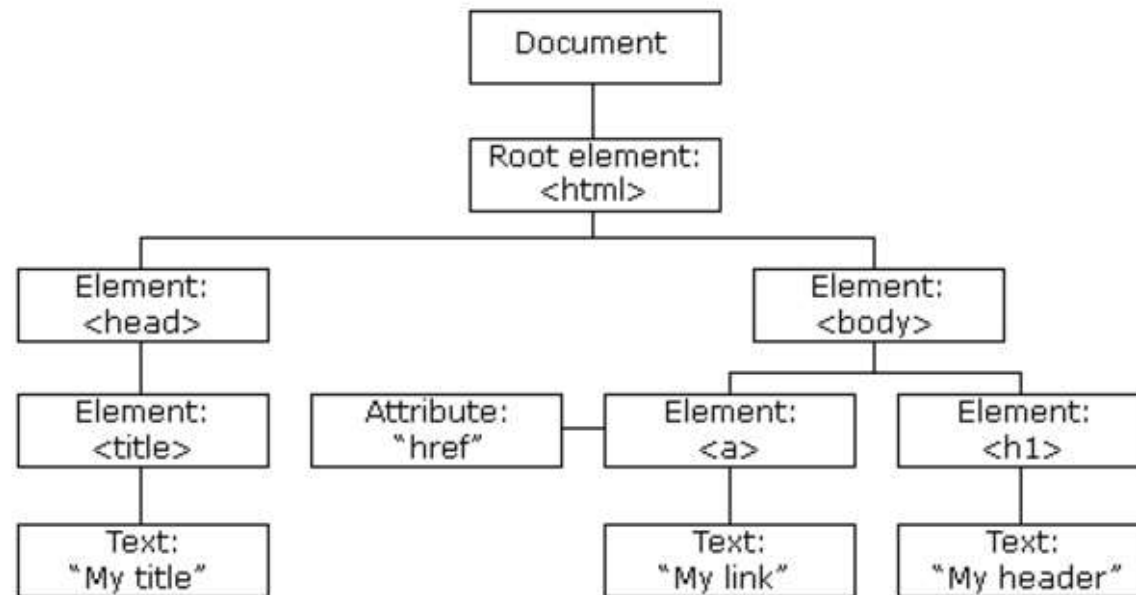 Document
Root element:
<html>
Element:
<head>
Element:
<body>
Element:
<title>
Attribute:
“href”
Element:
<a>
Element:
<h1>
Text:
“My title”
Text:
“My link”
Text:
“My header”